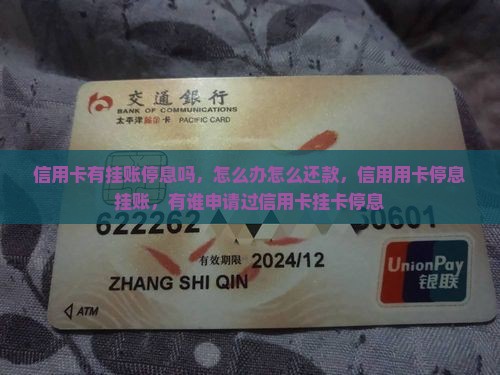 交通銀行
BANK OF COMMUNICATIONS
太平洋 卡 PACIFIC CARD
信用卡有挂账停息吗，怎么办怎么还款，信用用卡停息
挂账，有谁申请过信用卡挂卡停息
622262 80601
有效期限 2024/12
ZHANG SHI QIN
ATM
UnionPay
银联